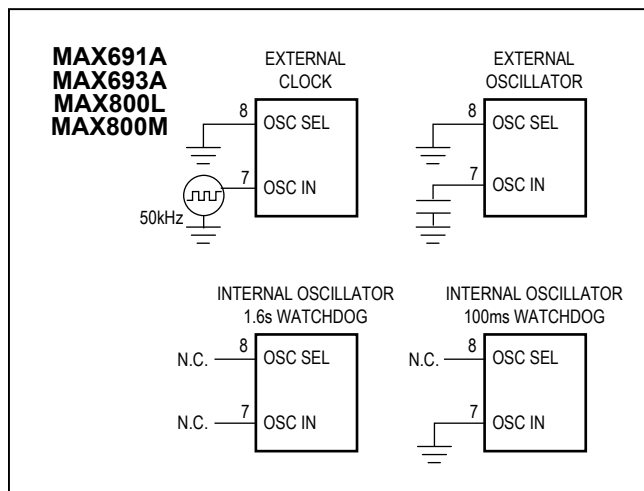 MAX691A
MAX693A
MAX800L
MAX800M
EXTERNAL
CLOCK
8
OSC SEL
7
OSC IN
50kHz
EXTERNAL
OSCILLATOR
8
OSC SEL
7
OSC IN
INTERNAL OSCILLATOR
1.6s WATCHDOG
N.C.
8
OSC SEL
N.C.
7
OSC IN
INTERNAL OSCILLATOR
100ms WATCHDOG
N.C.
8
OSC SEL
7
OSC IN